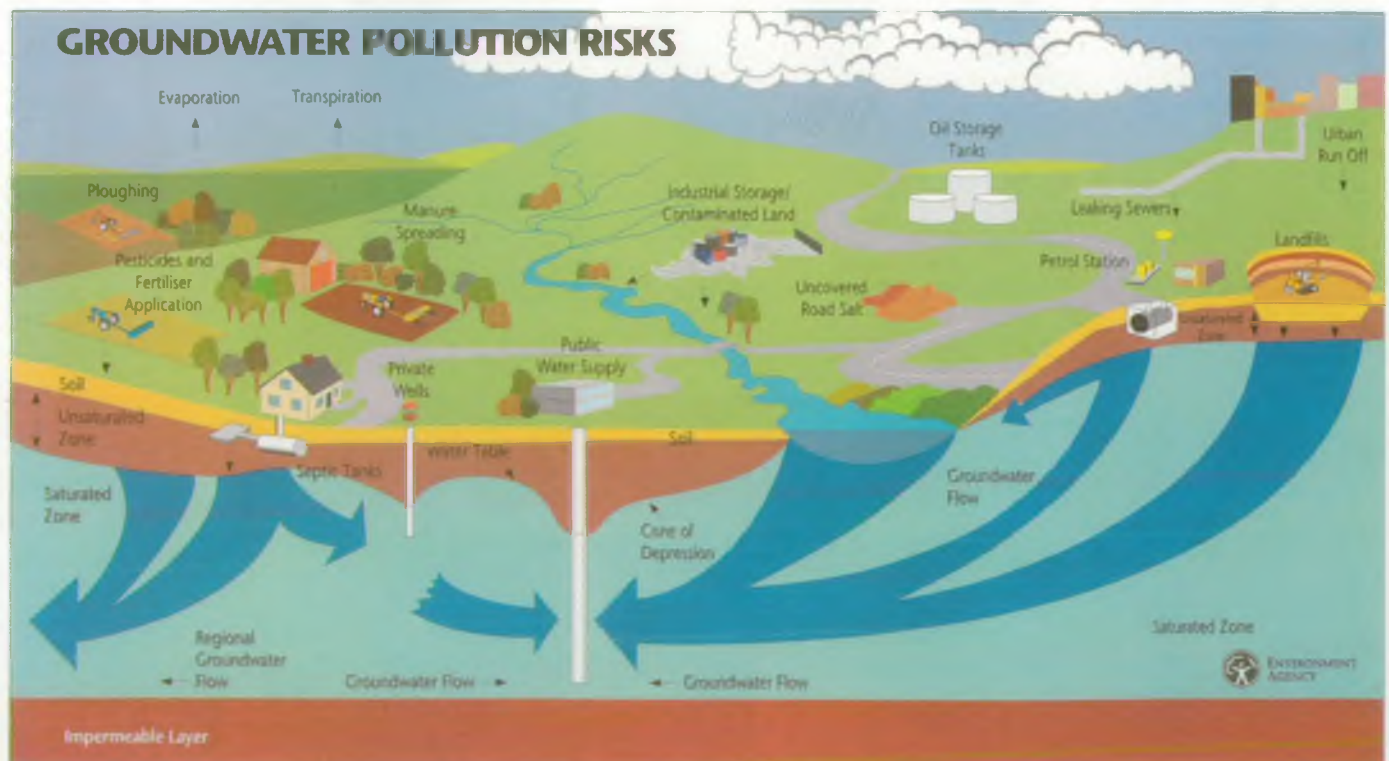 GROUNDWATER POLLUTION RISKS
Evaporation
Transpiration
Oil Storage
Tanks
Urban
Run Off
Ploughing
Manure
Spreading
Industrial Storage/
Contaminated Land
Leaking Sewers
Landfills
Pesticides and
Fertiliser
Application
Petrol Station
Uncovered
Road Salt
Unsaturated
Zone
Public
Water Supply
Private
Wells
Soil
Unsaturated
Zone
Septic Tanks
Water Table
Soil
Saturated
Zone
Groundwater
Flow
Cone of
Depression
Regional
Groundwater
Flow
Groundwater Flow
Groundwater Flow
Saturated Zone
ENVIRONMENT
AGENCY
Impermeable Layer